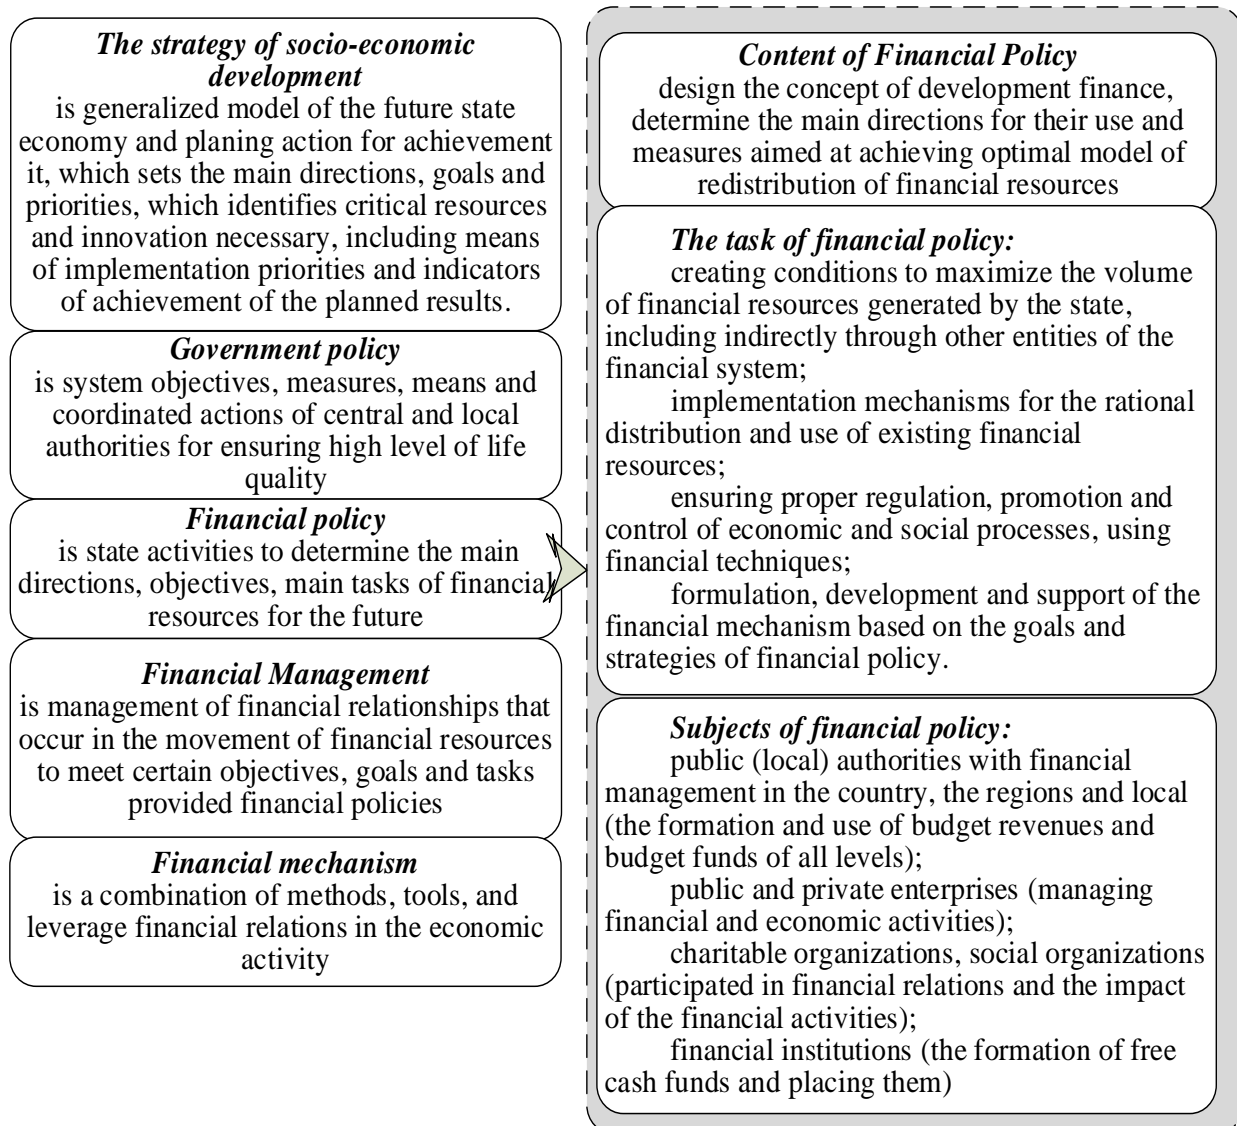 The strategy of socio-economic
development
is generalized model of the future state
economy and planing action for achievement
it, which sets the main directions, goals and
priorities, which identifies critical resources
and innovation necessary, including means
of implementation priorities and indicators
of achievement of the planned results.
Government policy
is system objectives, measures, means and
coordinated actions of central and local
authorities for ensuring high level of life
quality
Financial policy
is state activities to determine the main
directions, objectives, main tasks of financial
resources for the future
Financial Management
is management of financial relationships that
occur in the movement of financial resources
to meet certain objectives, goals and tasks
provided financial policies
Financial mechanism
is a combination of methods, tools, and
leverage financial relations in the economic
activity
Content of Financial Policy
design the concept of development finance,
determine the main directions for their use and
measures aimed at achieving optimal model of
redistribution of financial resources
The task of financial policy:
creating conditions to maximize the volume
of financial resources generated by the state,
including indirectly through other entities of the
financial system;
implementation mechanisms for the rational
distribution and use of existing financial
resources;
ensuring proper regulation, promotion and
control of economic and social processes, using
financial techniques;
formulation, development and support of the
financial mechanism based on the goals and
strategies of financial policy.
Subjects of financial policy:
public (local) authorities with financial
management in the country, the regions and local
(the formation and use of budget revenues and
budget funds of all levels);
public and private enterprises (managing
financial and economic activities);
charitable organizations, social organizations
(participated in financial relations and the impact
of the financial activities);
financial institutions (the formation of free
cash funds and placing them)